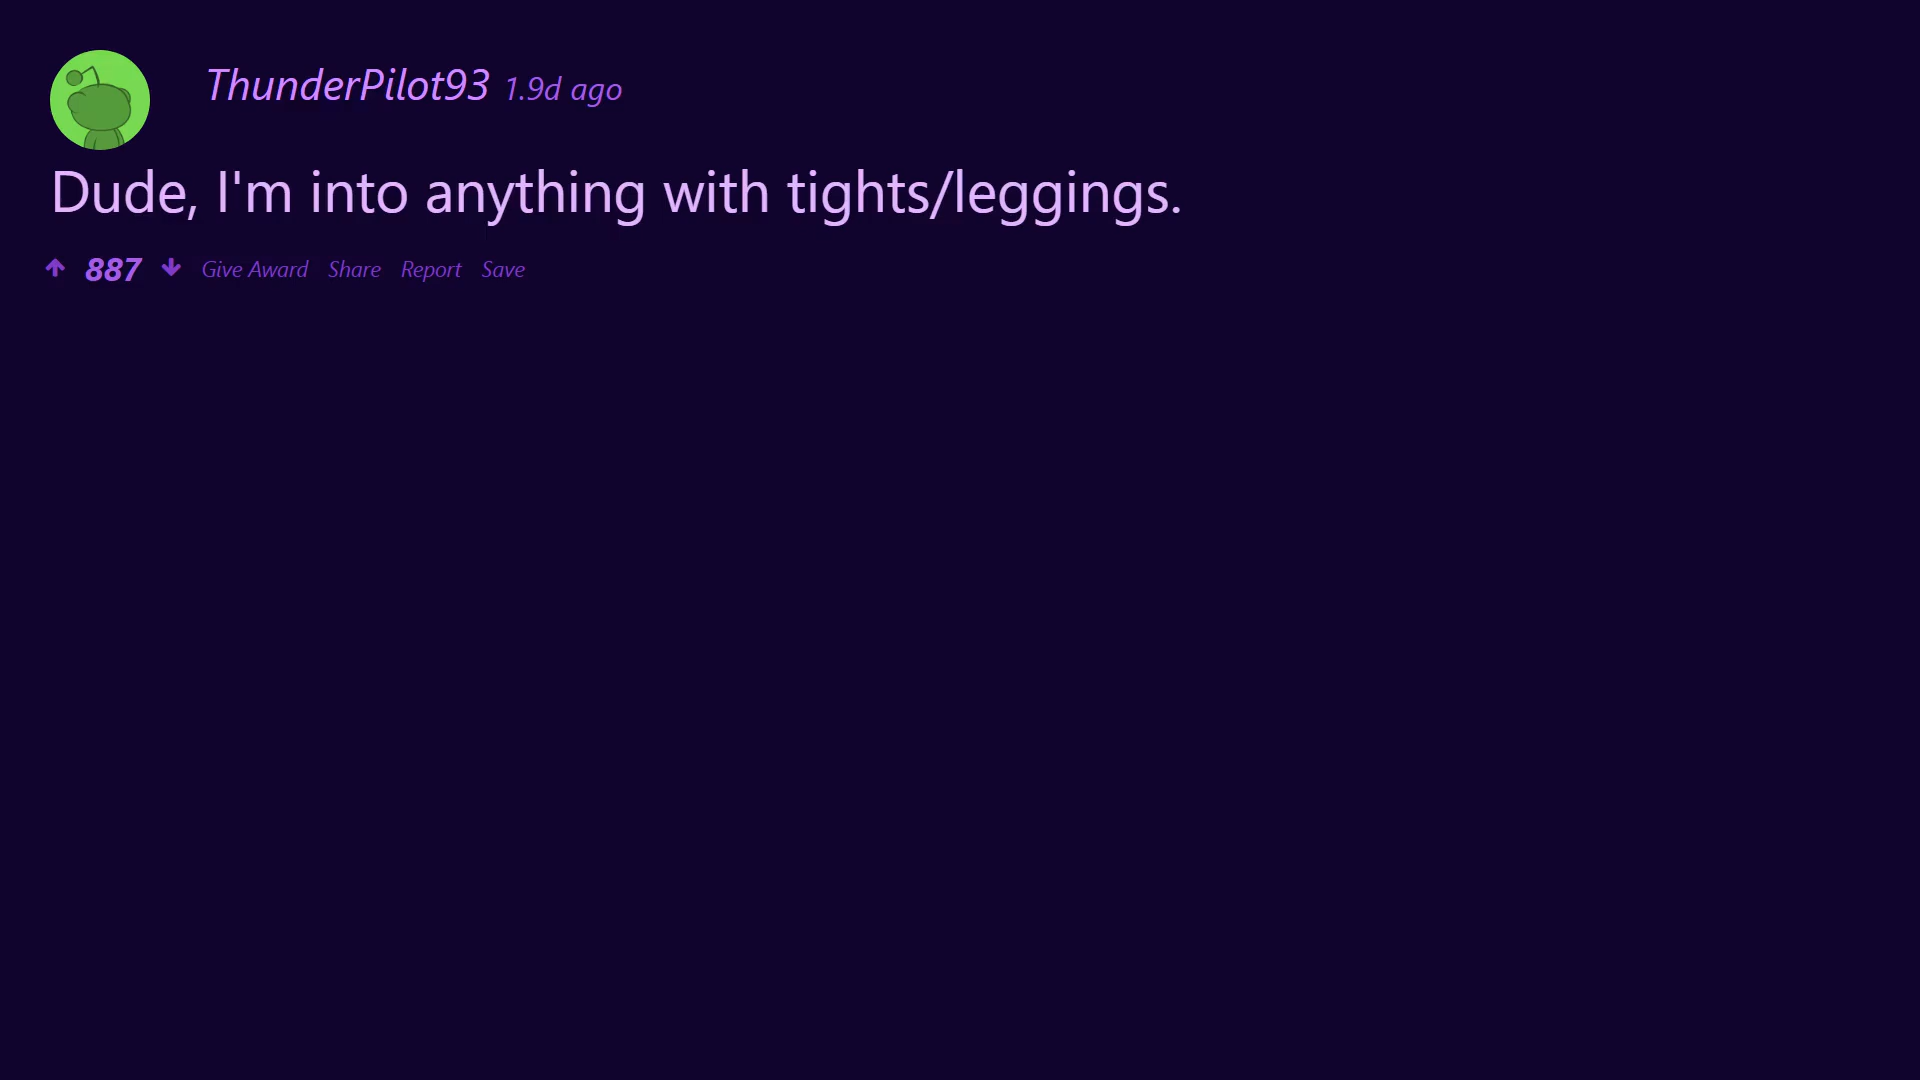 ThunderPilot93 1.9d ago
Dude, I'm into anything with tights/leggings.
887 Give Award Share Report Save